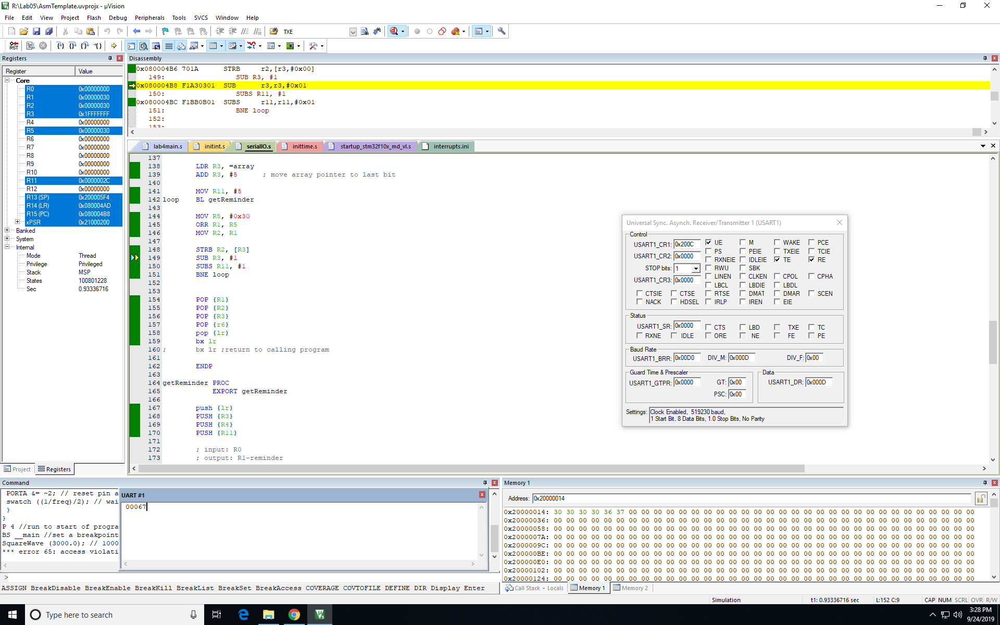 R:\Lab05\AsmTemplate.uvprojx - µVision
File Edit View Project Flash Debug Peripherals Tools SVCS Window Help
TXE
RST
Registers
Register Value
Core
R0 0x00000000
R1 0x00000030
R2 0x00000030
R3 0x1FFFFFFF
R4 0x00000000
R5 0x00000030
R6 0x00000000
R7 0x00000000
R8 0x00000000
R9 0x00000000
R10 0x00000000
R11 0x0000002C
R12 0x00000000
R13 (SP) 0x200005F4
R14 (LR) 0x080004AD
R15 (PC) 0x080004B8
xPSR 0x21000200
Banked
System
Internal
Mode Thread
Privilege Privileged
Stack MSP
States 100801228
Sec 0.93336716
Project Registers
Disassembly
0x080004B6 701A STRB r2,[r3,#0x00]
149: SUB R3, #1
0x080004B8 F1A30301 SUB r3,r3,#0x01
150: SUBS R11, #1
0x080004BC F1BB0B01 SUBS r11,r11,#0x01
151: BNE loop
152:
153:
lab4main.s initint.s serialIO.s inittime.s startup_stm32f10x_md_vl.s interrupts.ini
137
138 LDR R3, =array
139 ADD R3, #5 ; move array pointer to last bit
140
141 MOV R11, #5
142 loop BL getReminder
143
144 MOV R5, #0x30
145 ORR R1, R5
146 MOV R2, R1
147
148 STRB R2, [R3]
149 SUB R3, #1
150 SUBS R11, #1
151 BNE loop
152
153
154 POP {R1}
155 POP {R2}
156 POP {R3}
157 POP {r6}
158 pop {lr}
159 bx lr
160 ; bx lr ;return to calling program
161
162 ENDP
163
164 getReminder PROC
165 EXPORT getReminder
166
167 push {lr}
168 PUSH {R3}
169 PUSH {R4}
170 PUSH {R11}
171
172 ; input: R0
173 ; output: R1-reminder
Universal Sync. Asynch. Receiver/Transmitter 1 (USART1)
Control
USART1_CR1: 0x200C UE M WAKE PCE
PS PEIE TXEIE TCIE
USART1_CR2: 0x0000 RXNEIE IDLEIE TE RE
STOP bits: 1 RWU SBK
LINEN CLKEN CPOL CPHA
USART1_CR3: 0x0000 LBCL LBDIE LBDL
CTSIE CTSE RTSE DMAT DMAR SCEN
NACK HDSEL IRLP IREN EIE
Status
USART1_SR: 0x0000 CTS LBD TXE TC
RXNE IDLE ORE NE FE PE
Baud Rate
USART1_BRR: 0x00D0 DIV_M: 0x000D DIV_F: 0x00
Guard Time & Prescaler
USART1_GTPR: 0x0000 GT: 0x00
PSC: 0x00
Data
USART1_DR: 0x000D
Settings: Clock Enabled, 519230 baud,
1 Start Bit, 8 Data Bits, 1.0 Stop Bits, No Parity
Command
PORTA &= ~2; // reset pin a
swatch ((1/freq)/2); // wai
}
}
P 4 //run to start of progra
BS __main //set a breakpoint
SquareWave (3000.0); // 1000
*** error 65: access violati
>
ASSIGN BreakDisable BreakEnable BreakKill BreakList BreakSet BreakAccess COVERAGE COVTOFILE DEFINE DIR Display Enter
UART #1
00067
Memory 1
Address: 0x20000014
0x20000014: 30 30 30 30 36 37 00 00 00 00 00 00 00 00 00 00 00 00 00 00 00 00 00 00 00 00 00 00 00 00 00 00 00 00
0x20000036: 00 00 00 00 00 00 00 00 00 00 00 00 00 00 00 00 00 00 00 00 00 00 00 00 00 00 00 00 00 00 00 00 00 00
0x20000058: 00 00 00 00 00 00 00 00 00 00 00 00 00 00 00 00 00 00 00 00 00 00 00 00 00 00 00 00 00 00 00 00 00 00
0x2000007A: 00 00 00 00 00 00 00 00 00 00 00 00 00 00 00 00 00 00 00 00 00 00 00 00 00 00 00 00 00 00 00 00 00 00
0x2000009C: 00 00 00 00 00 00 00 00 00 00 00 00 00 00 00 00 00 00 00 00 00 00 00 00 00 00 00 00 00 00 00 00 00 00
0x200000BE: 00 00 00 00 00 00 00 00 00 00 00 00 00 00 00 00 00 00 00 00 00 00 00 00 00 00 00 00 00 00 00 00 00 00
0x200000E0: 00 00 00 00 00 00 00 00 00 00 00 00 00 00 00 00 00 00 00 00 00 00 00 00 00 00 00 00 00 00 00 00 00 00
0x20000102: 00 00 00 00 00 00 00 00 00 00 00 00 00 00 00 00 00 00 00 00 00 00 00 00 00 00 00 00 00 00 00 00 00 00
0x20000124: 00 00 00 00 00 00 00 00 00 00 00 00 00 00 00 00 00 00 00 00 00 00 00 00 00 00 00 00 00 00 00 00 00 00
Call Stack + Locals Memory 1 Memory 2
Simulation t1: 0.93336716 sec L:152 C:9 CAP NUM SCRL OVR R/W
Type here to search
3:28 PM
9/24/2019